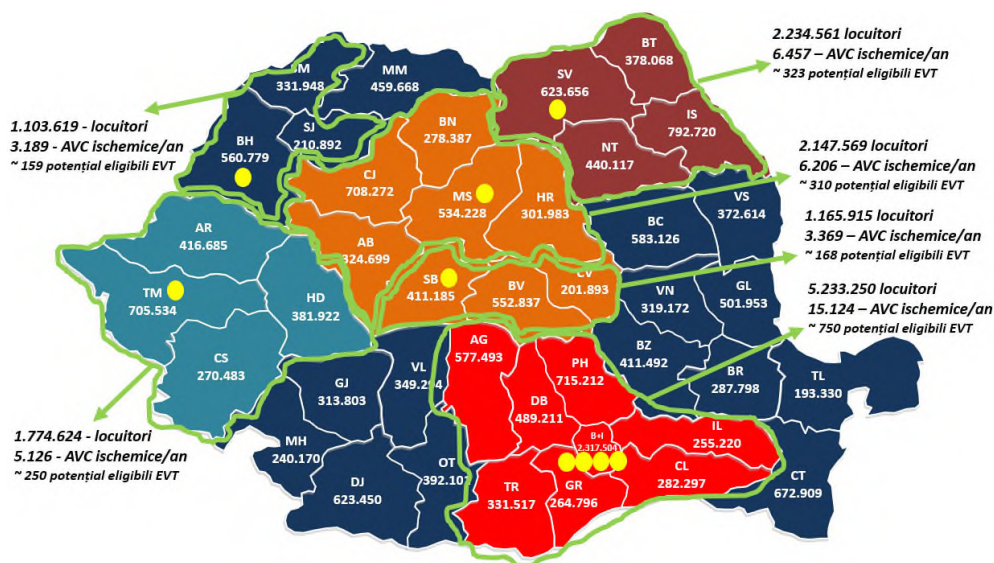 2.234.561 locuitori
6.457 – AVC ischemice/an
~ 323 potențial eligibili EVT
BT
378.068
SV
623.656
IS
792.720
NT
440.117
SM
331.948
MM
459.668
SJ
210.892
BH
560.779
1.103.619 - locuitori
3.189 - AVC ischemice/an
~ 159 potențial eligibili EVT
BN
278.387
CJ
708.272
MS
534.228
HR
301.983
AB
324.699
2.147.569 locuitori
6.206 – AVC ischemice/an
~ 310 potențial eligibili EVT
VS
372.614
BC
583.126
1.165.915 locuitori
3.369 – AVC ischemice/an
~ 168 potențial eligibili EVT
AR
416.685
TM
705.534
HD
381.922
CS
270.483
SB
411.185
BV
552.837
CV
201.893
VN
319.172
GL
501.953
5.233.250 locuitori
15.124 – AVC ischemice/an
~ 750 potențial eligibili EVT
BZ
411.492
BR
287.798
TL
193.330
AG
577.493
PH
715.212
DB
489.211
VL
349.294
GJ
313.803
MH
240.170
DJ
623.450
OT
392.101
B+I
2.317.504
IL
255.220
CL
282.297
TR
331.517
GR
264.796
CT
672.909
1.774.624 - locuitori
5.126 - AVC ischemice/an
~ 250 potențial eligibili EVT